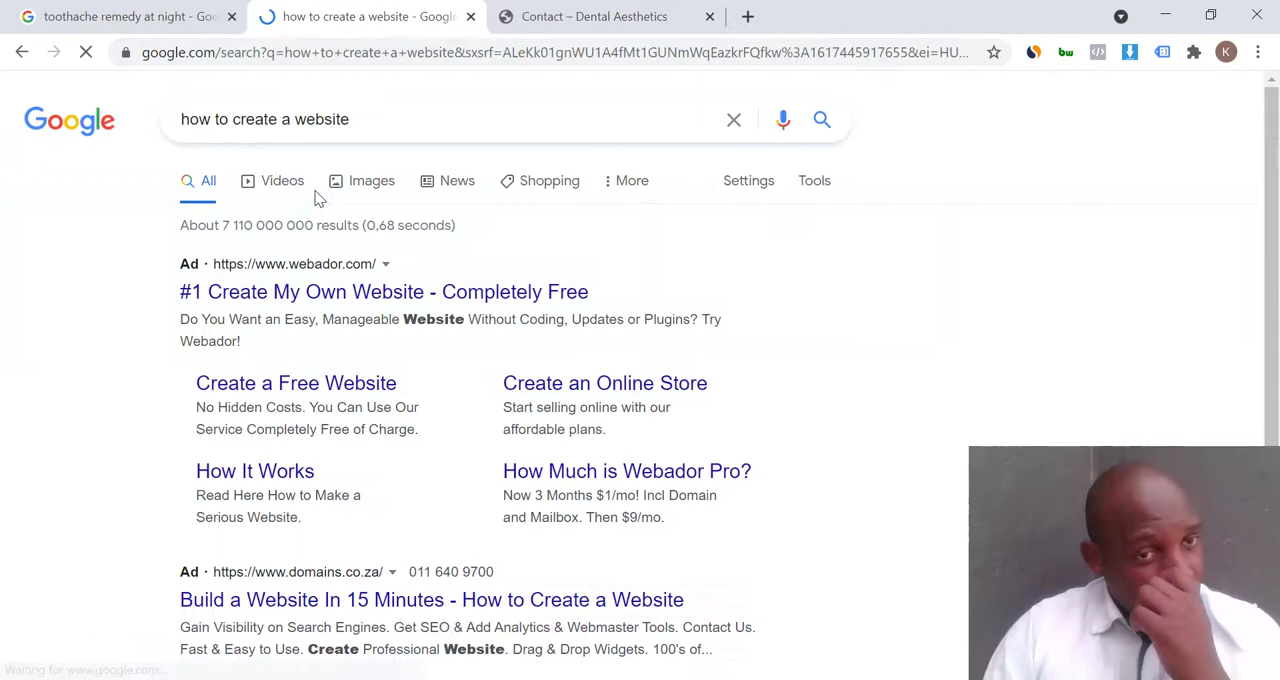 toothache remedy at night - Goo
how to create a website - Google
Contact – Dental Aesthetics
google.com/search?q=how+to+create+a+website&sxsrf=ALeKk01gnWU1A4fMt1GUNmWqEazkrFQfkw%3A1617445917655&ei=HU...
bw
K
Google
how to create a website
All
Videos
Images
News
Shopping
More
Settings
Tools
About 7 110 000 000 results (0,68 seconds)
Ad · https://www.webador.com/
#1 Create My Own Website - Completely Free
Do You Want an Easy, Manageable Website Without Coding, Updates or Plugins? Try
Webador!
Create a Free Website
No Hidden Costs. You Can Use Our
Service Completely Free of Charge.
Create an Online Store
Start selling online with our
affordable plans.
How It Works
Read Here How to Make a
Serious Website.
How Much is Webador Pro?
Now 3 Months $1/mo! Incl Domain
and Mailbox. Then $9/mo.
Ad · https://www.domains.co.za/ 011 640 9700
Build a Website In 15 Minutes - How to Create a Website
Gain Visibility on Search Engines. Get SEO & Add Analytics & Webmaster Tools. Contact Us.
Fast & Easy to Use. Create Professional Website. Drag & Drop Widgets. 100's of...
Waiting for www.google.com...